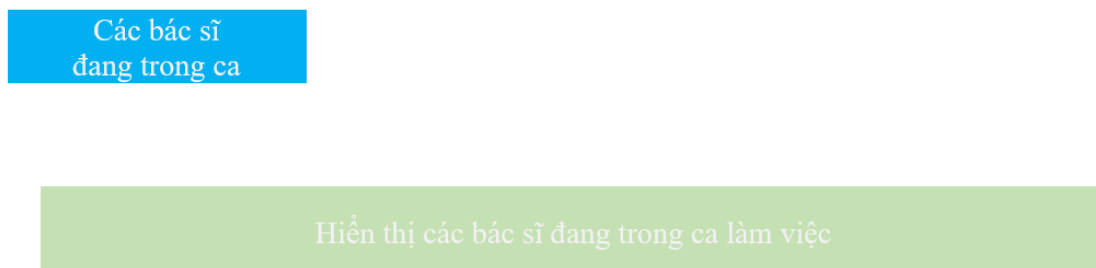 Các bác sĩ
đang trong ca
Hiển thị các bác sĩ đang trong ca làm việc